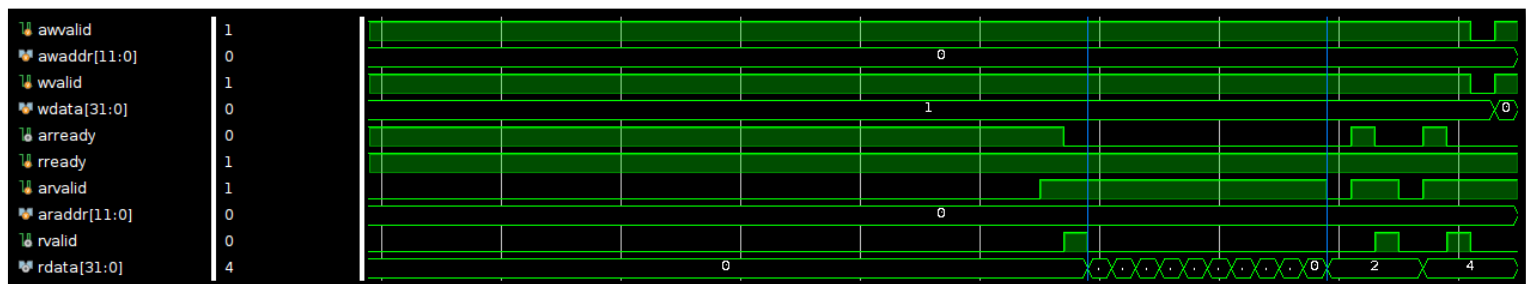 awvalid 1
awaddr[11:0] 0 0
wvalid 1
wdata[31:0] 0 1 0
arready 0
rready 1
arvalid 1
araddr[11:0] 0 0
rvalid 0
rdata[31:0] 4 0 . . . . . . . . . 0 2 4